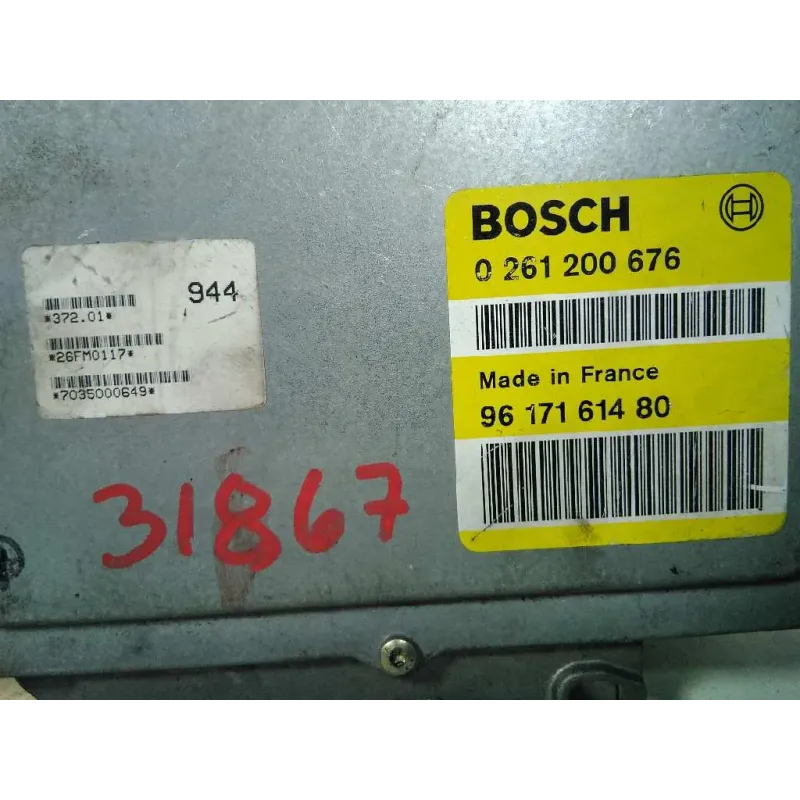 944
*372.01*
*26FM0117*
*7035000649*
BOSCH
0 261 200 676
Made in France
96 171 614 80
31867